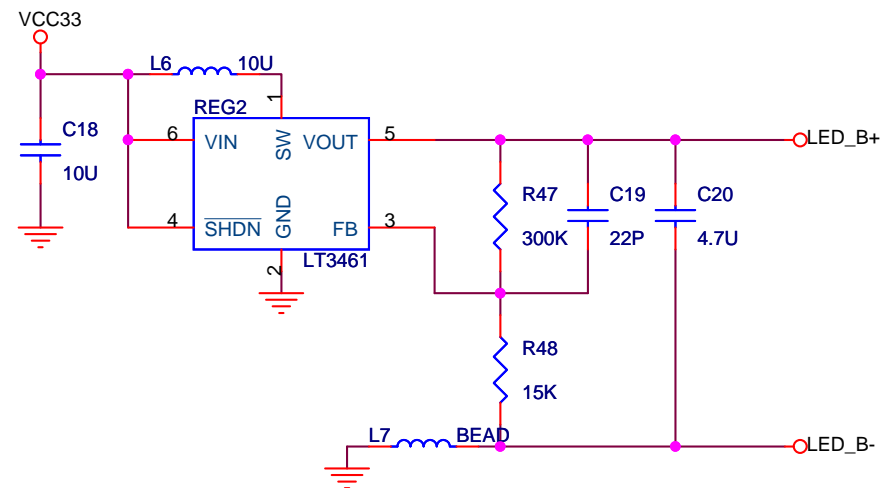 VCC33
L6 10U
1
REG2
C18
10U
6 VIN SW VOUT 5
LED_B+
R47 C19 C20
4 SHDN GND FB 3
300K 22P 4.7U
LT3461
2
R48
15K
L7 BEAD
LED_B-